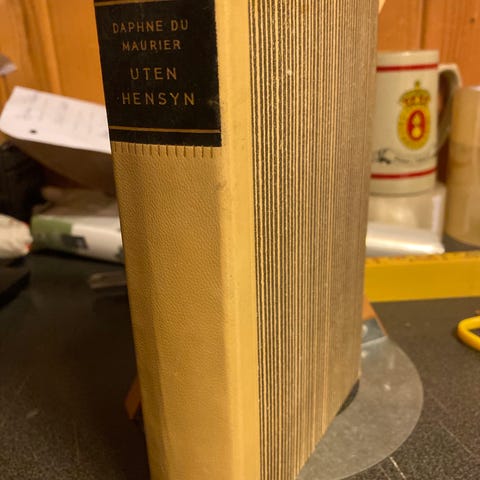 DAPHNE DU
MAURIER
UTEN
HENSYN